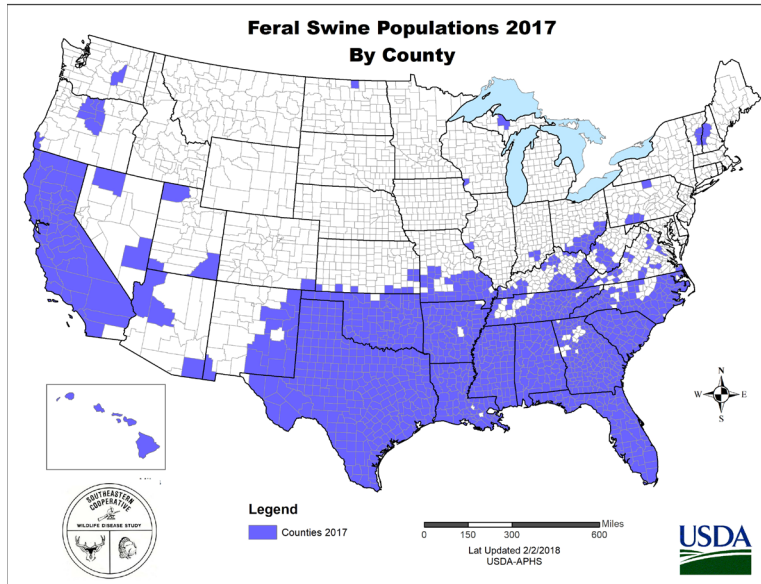 Feral Swine Populations 2017
By County
N
W
E
S
SOUTHEASTERN
COOPERATIVE
WILDLIFE DISEASE STUDY
Legend
Counties 2017
Miles
0 150 300 600
Lat Updated 2/2/2018
USDA-APHS
USDA